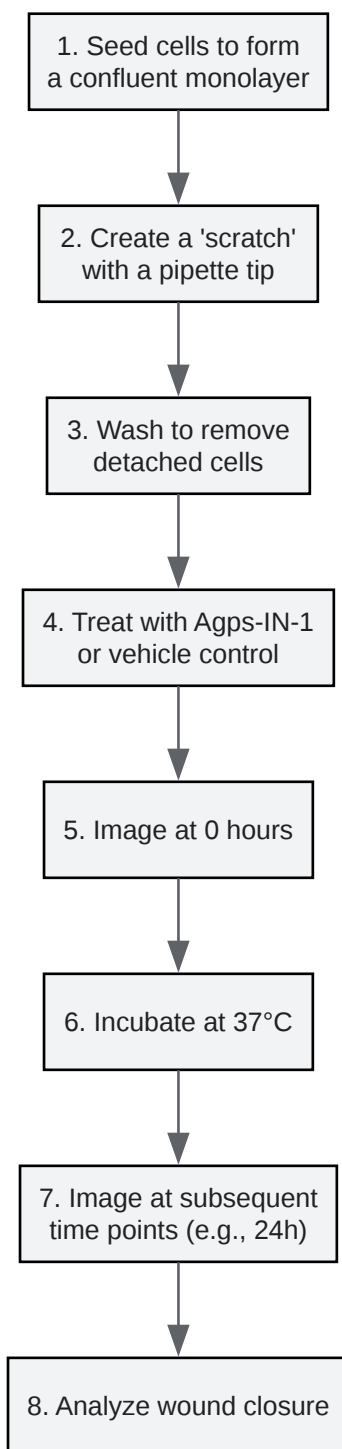 1. Seed cells to form
a confluent monolayer
2. Create a 'scratch'
with a pipette tip
3. Wash to remove
detached cells
4. Treat with Agps-IN-1
or vehicle control
5. Image at 0 hours
6. Incubate at 37°C
7. Image at subsequent
time points (e.g., 24h)
8. Analyze wound closure